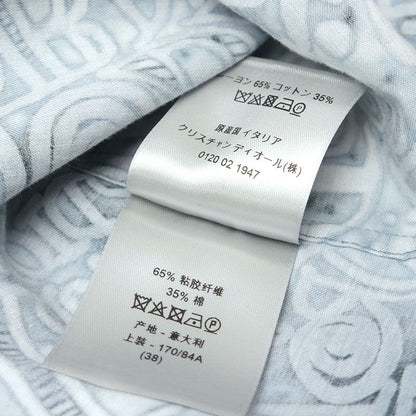 ーヨン 65% コットン 35%
原産国 イタリア
クリスチャン ディオール(株)
0120 02 1947
65% 粘胶纤维
35% 棉
P
产地 - 意大利
上装 - 170/84A
(38)